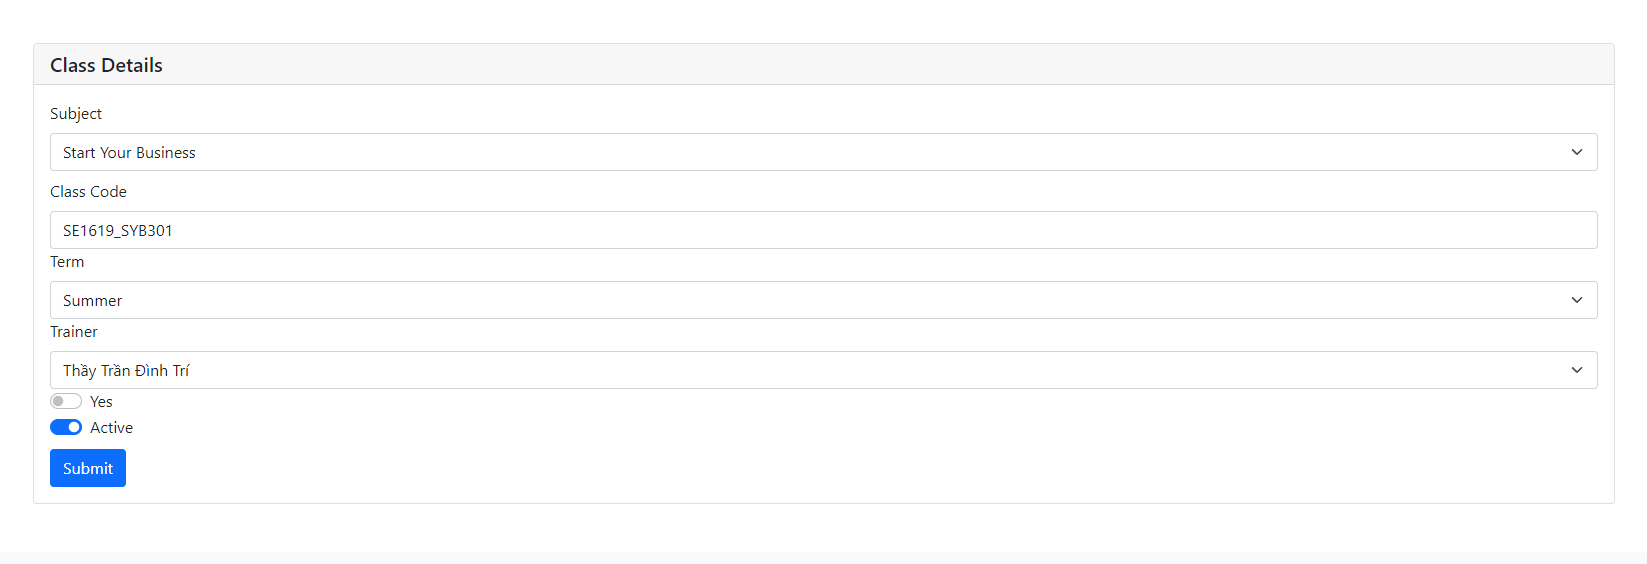 Class Details
Subject
Start Your Business
Class Code
SE1619_SYB301
Term
Summer
Trainer
Thầy Trần Đình Trí
Yes
Active
Submit